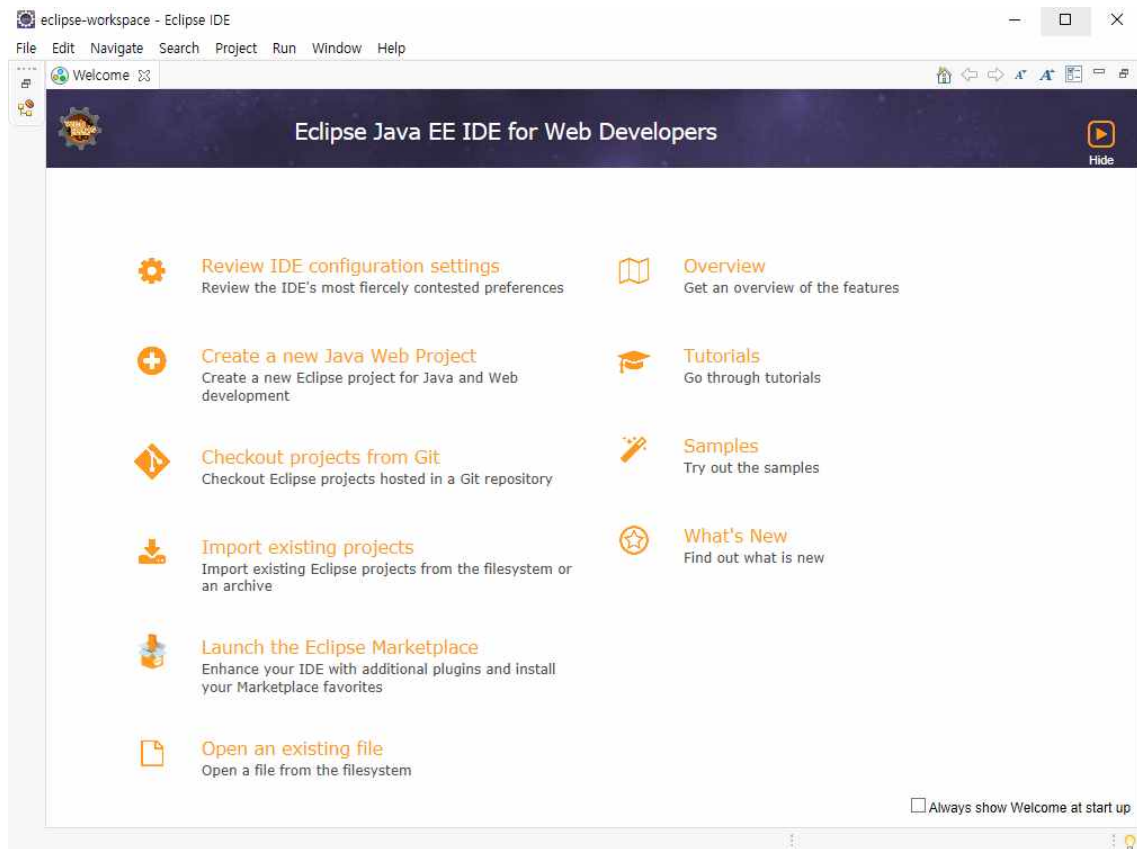 eclipse-workspace - Eclipse IDE
File Edit Navigate Search Project Run Window Help
Welcome
Eclipse Java EE IDE for Web Developers
Hide
Review IDE configuration settings
Review the IDE's most fiercely contested preferences
Create a new Java Web Project
Create a new Eclipse project for Java and Web
development
Checkout projects from Git
Checkout Eclipse projects hosted in a Git repository
Import existing projects
Import existing Eclipse projects from the filesystem or
an archive
Launch the Eclipse Marketplace
Enhance your IDE with additional plugins and install
your Marketplace favorites
Open an existing file
Open a file from the filesystem
Overview
Get an overview of the features
Tutorials
Go through tutorials
Samples
Try out the samples
What's New
Find out what is new
Always show Welcome at start up